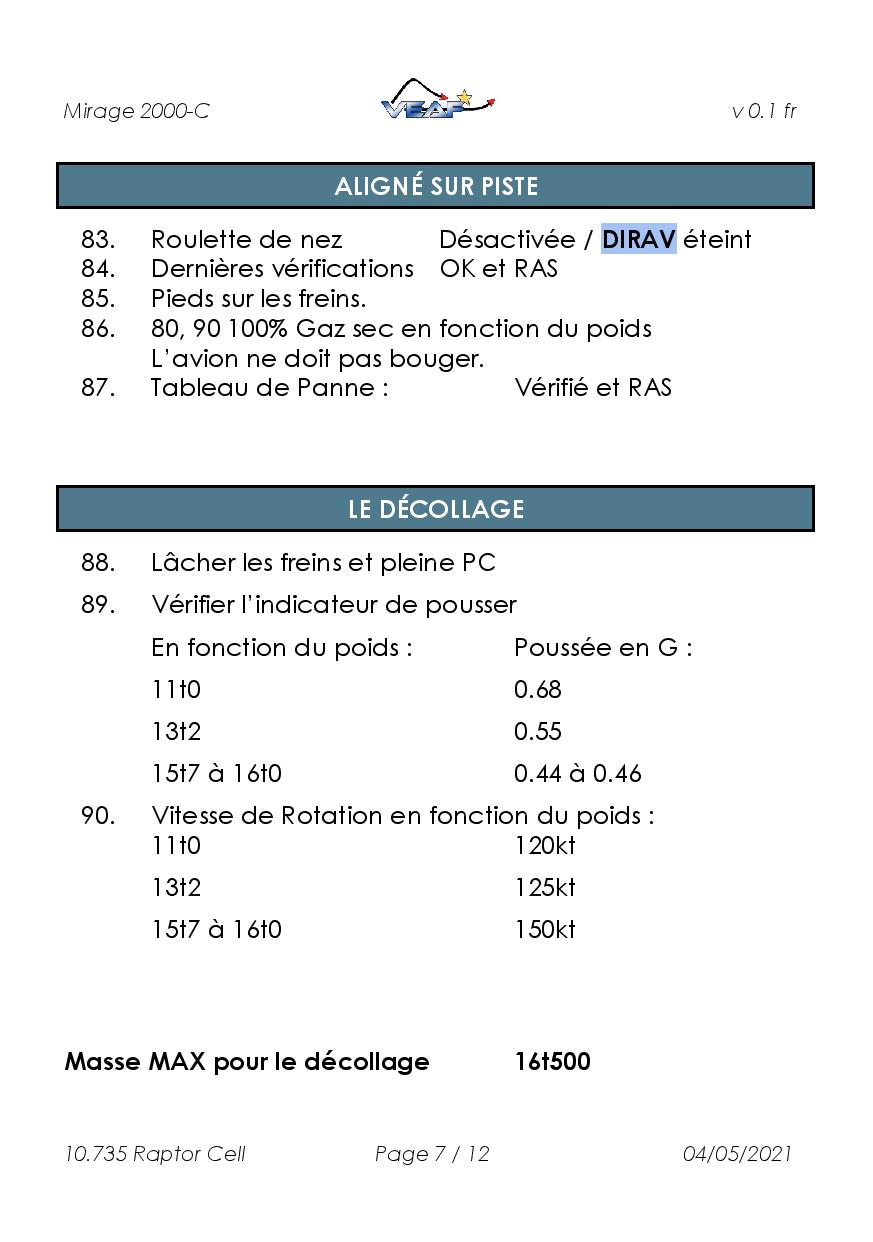 Mirage 2000-C VEAF v 0.1 fr
ALIGNÉ SUR PISTE
83. Roulette de nez Désactivée / DIRAV éteint
84. Dernières vérifications OK et RAS
85. Pieds sur les freins.
86. 80, 90 100% Gaz sec en fonction du poids
L’avion ne doit pas bouger.
87. Tableau de Panne : Vérifié et RAS
LE DÉCOLLAGE
88. Lâcher les freins et pleine PC
89. Vérifier l’indicateur de pousser
En fonction du poids : Poussée en G :
11t0 0.68
13t2 0.55
15t7 à 16t0 0.44 à 0.46
90. Vitesse de Rotation en fonction du poids :
11t0 120kt
13t2 125kt
15t7 à 16t0 150kt
Masse MAX pour le décollage 16t500
10.735 Raptor Cell Page 7 / 12 04/05/2021